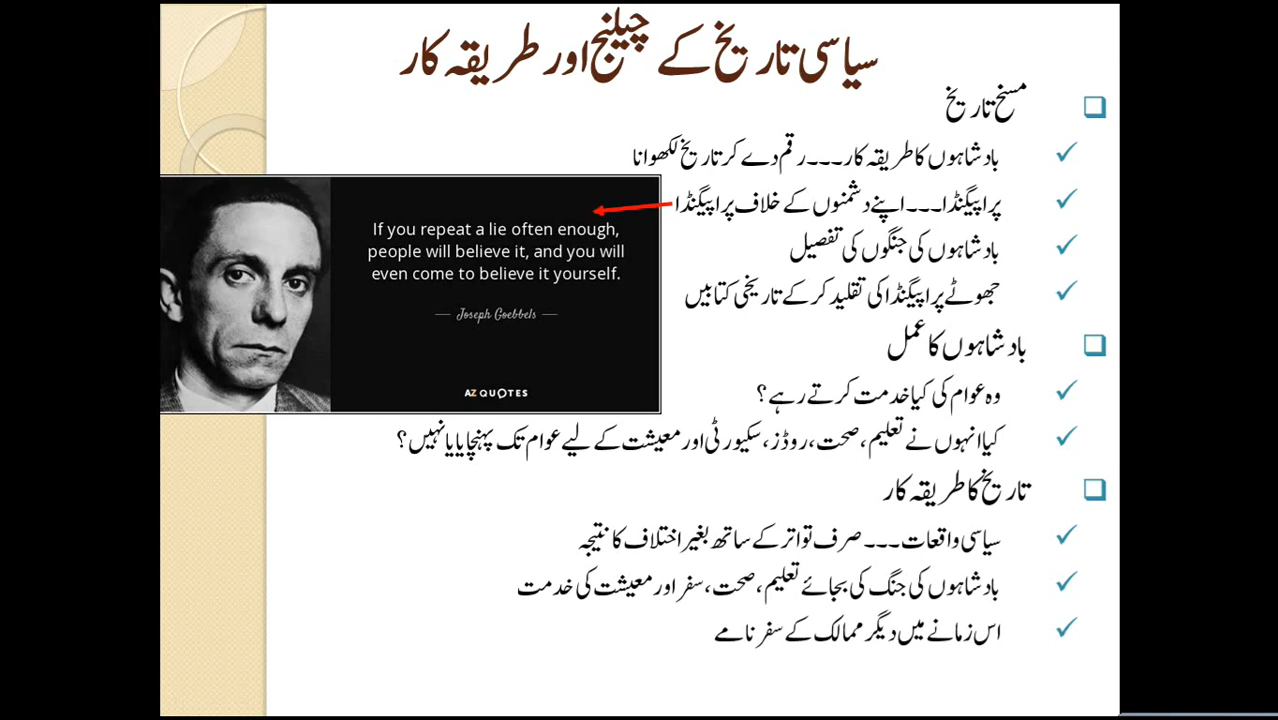 سیاسی تاریخ کے چیلنج اور طریقہ کار
مسخ تاریخ
بادشاہوں کا طریقہ کار۔۔۔ رقم دے کر تاریخ لکھوانا
پراپیگنڈا۔۔۔ اپنے دشمنوں کے خلاف پراپیگنڈا
بادشاہوں کی جنگوں کی تفصیل
جھوٹے پراپیگنڈا کی تقلید کر کے تاریخی کتابیں
If you repeat a lie often enough,
people will believe it, and you will
even come to believe it yourself.
— Joseph Goebbels —
AZ QUOTES
بادشاہوں کا عمل
وہ عوام کی کیا خدمت کرتے رہے؟
کیا انہوں نے تعلیم، صحت، روڈز، سکیورٹی اور معیشت کے لیے عوام تک پہنچایا یا نہیں؟
تاریخ کا طریقہ کار
سیاسی واقعات۔۔۔ صرف تواتر کے ساتھ بغیر اختلاف کا نتیجہ
بادشاہوں کی جنگ کی بجائے تعلیم، صحت، سفر اور معیشت کی خدمت
اس زمانے میں دیگر ممالک کے سفر نامے